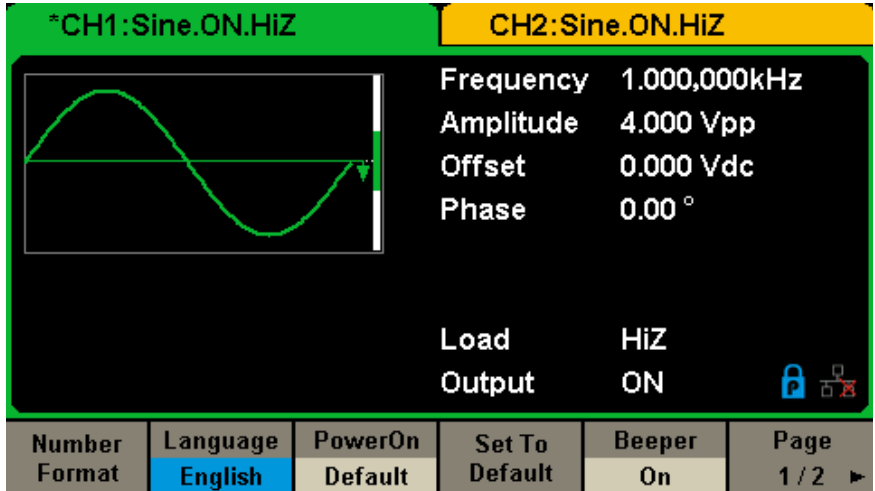 *CH1:Sine.ON.HiZ
CH2:Sine.ON.HiZ
Frequency 1.000,000kHz
Amplitude 4.000 Vpp
Offset 0.000 Vdc
Phase 0.00 °
Load HiZ
Output ON
P
Number Format
Language English
PowerOn Default
Set To Default
Beeper On
Page 1/2 ►